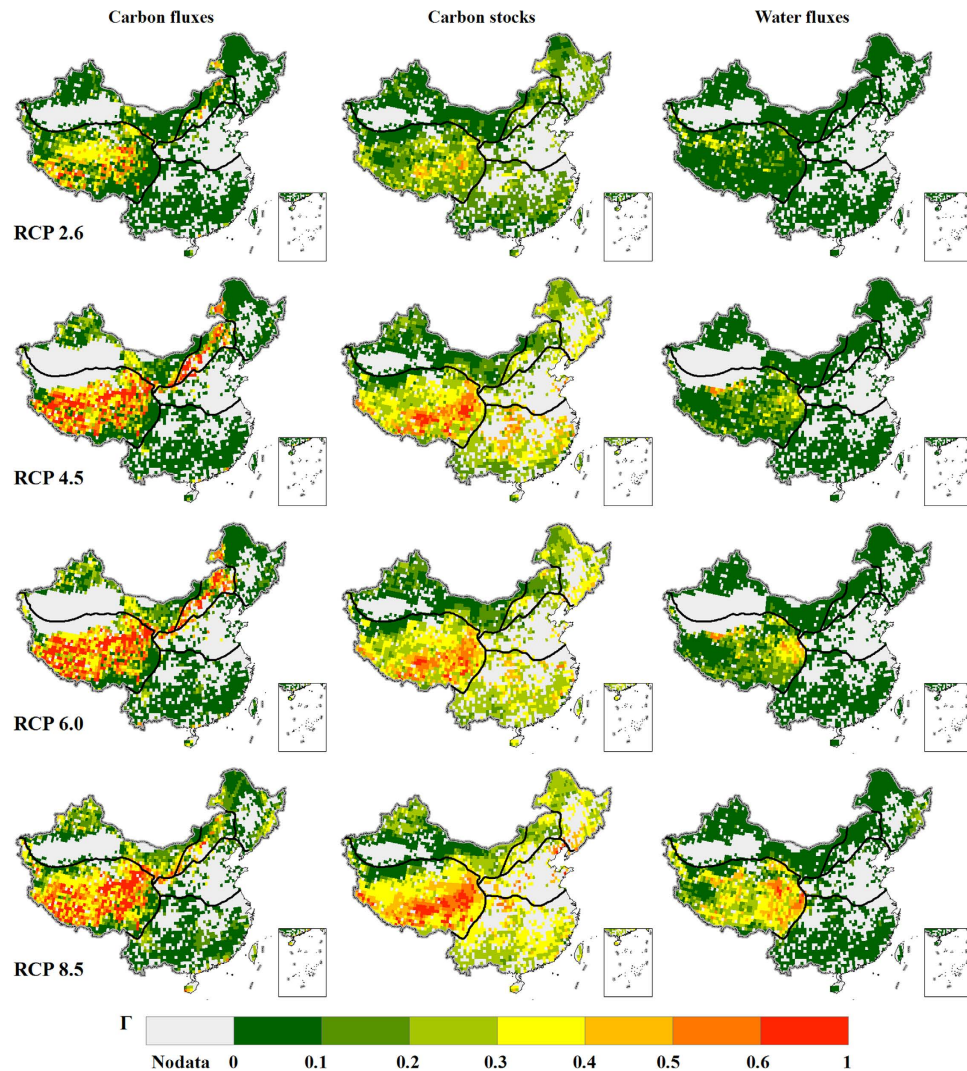 Carbon fluxes Carbon stocks Water fluxes
RCP 2.6
RCP 4.5
RCP 6.0
RCP 8.5
Γ
Nodata 0 0.1 0.2 0.3 0.4 0.5 0.6 1